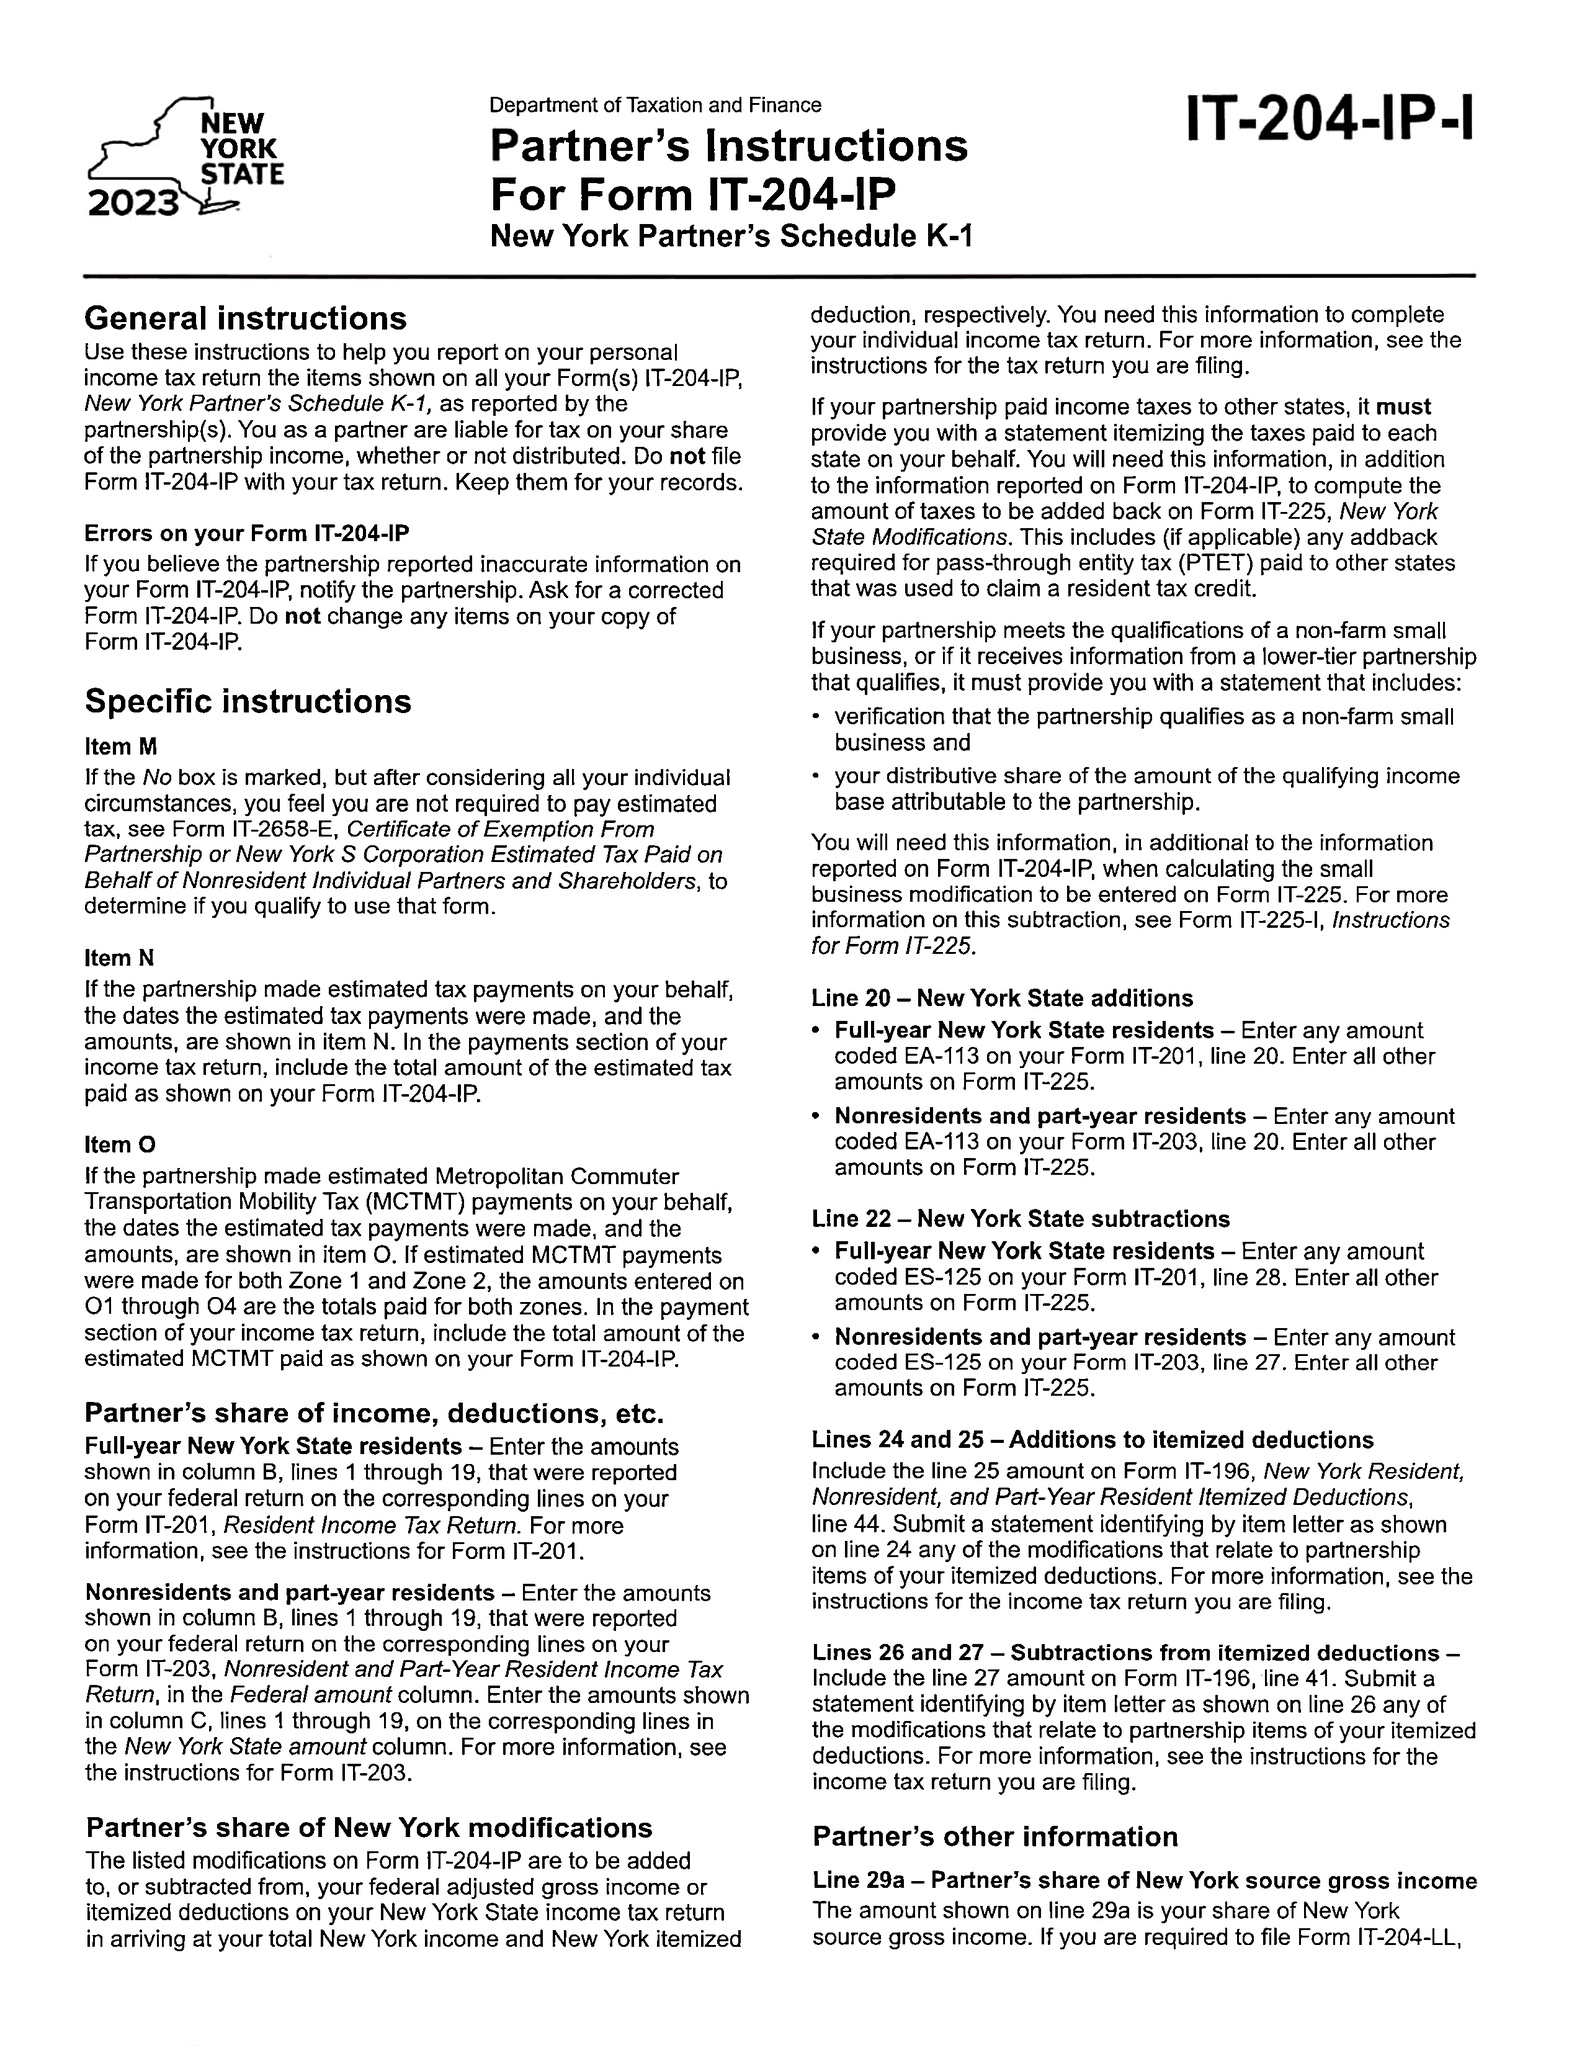 NEW
YORK
STATE
2023
Department of Taxation and Finance
Partner's Instructions
For Form IT-204-IP
New York Partner's Schedule K-1
IT-204-IP-I
General instructions
Use these instructions to help you report on your personal
income tax return the items shown on all your Form(s) IT-204-IP,
New York Partner's Schedule K-1, as reported by the
partnership(s). You as a partner are liable for tax on your share
of the partnership income, whether or not distributed. Do not file
Form IT-204-IP with your tax return. Keep them for your records.
Errors on your Form IT-204-IP
If you believe the partnership reported inaccurate information on
your Form IT-204-IP, notify the partnership. Ask for a corrected
Form IT-204-IP. Do not change any items on your copy of
Form IT-204-IP.
Specific instructions
Item M
If the No box is marked, but after considering all your individual
circumstances, you feel you are not required to pay estimated
tax, see Form IT-2658-E, Certificate of Exemption From
Partnership or New York S Corporation Estimated Tax Paid on
Behalf of Nonresident Individual Partners and Shareholders, to
determine if you qualify to use that form.
Item N
If the partnership made estimated tax payments on your behalf,
the dates the estimated tax payments were made, and the
amounts, are shown in item N. In the payments section of your
income tax return, include the total amount of the estimated tax
paid as shown on your Form IT-204-IP.
Item O
If the partnership made estimated Metropolitan Commuter
Transportation Mobility Tax (MCTMT) payments on your behalf,
the dates the estimated tax payments were made, and the
amounts, are shown in item O. If estimated MCTMT payments
were made for both Zone 1 and Zone 2, the amounts entered on
O1 through O4 are the totals paid for both zones. In the payment
section of your income tax return, include the total amount of the
estimated MCTMT paid as shown on your Form IT-204-IP.
Partner's share of income, deductions, etc.
Full-year New York State residents – Enter the amounts
shown in column B, lines 1 through 19, that were reported
on your federal return on the corresponding lines on your
Form IT-201, Resident Income Tax Return. For more
information, see the instructions for Form IT-201.
Nonresidents and part-year residents – Enter the amounts
shown in column B, lines 1 through 19, that were reported
on your federal return on the corresponding lines on your
Form IT-203, Nonresident and Part-Year Resident Income Tax
Return, in the Federal amount column. Enter the amounts shown
in column C, lines 1 through 19, on the corresponding lines in
the New York State amount column. For more information, see
the instructions for Form IT-203.
Partner's share of New York modifications
The listed modifications on Form IT-204-IP are to be added
to, or subtracted from, your federal adjusted gross income or
itemized deductions on your New York State income tax return
in arriving at your total New York income and New York itemized
deduction, respectively. You need this information to complete
your individual income tax return. For more information, see the
instructions for the tax return you are filing.
If your partnership paid income taxes to other states, it must
provide you with a statement itemizing the taxes paid to each
state on your behalf. You will need this information, in addition
to the information reported on Form IT-204-IP, to compute the
amount of taxes to be added back on Form IT-225, New York
State Modifications. This includes (if applicable) any addback
required for pass-through entity tax (PTET) paid to other states
that was used to claim a resident tax credit.
If your partnership meets the qualifications of a non-farm small
business, or if it receives information from a lower-tier partnership
that qualifies, it must provide you with a statement that includes:
• verification that the partnership qualifies as a non-farm small
business and
• your distributive share of the amount of the qualifying income
base attributable to the partnership.
You will need this information, in additional to the information
reported on Form IT-204-IP, when calculating the small
business modification to be entered on Form IT-225. For more
information on this subtraction, see Form IT-225-I, Instructions
for Form IT-225.
Line 20 – New York State additions
• Full-year New York State residents – Enter any amount
coded EA-113 on your Form IT-201, line 20. Enter all other
amounts on Form IT-225.
• Nonresidents and part-year residents – Enter any amount
coded EA-113 on your Form IT-203, line 20. Enter all other
amounts on Form IT-225.
Line 22 – New York State subtractions
• Full-year New York State residents – Enter any amount
coded ES-125 on your Form IT-201, line 28. Enter all other
amounts on Form IT-225.
• Nonresidents and part-year residents – Enter any amount
coded ES-125 on your Form IT-203, line 27. Enter all other
amounts on Form IT-225.
Lines 24 and 25 – Additions to itemized deductions
Include the line 25 amount on Form IT-196, New York Resident,
Nonresident, and Part-Year Resident Itemized Deductions,
line 44. Submit a statement identifying by item letter as shown
on line 24 any of the modifications that relate to partnership
items of your itemized deductions. For more information, see the
instructions for the income tax return you are filing.
Lines 26 and 27 – Subtractions from itemized deductions –
Include the line 27 amount on Form IT-196, line 41. Submit a
statement identifying by item letter as shown on line 26 any of
the modifications that relate to partnership items of your itemized
deductions. For more information, see the instructions for the
income tax return you are filing.
Partner's other information
Line 29a – Partner's share of New York source gross income
The amount shown on line 29a is your share of New York
source gross income. If you are required to file Form IT-204-LL,